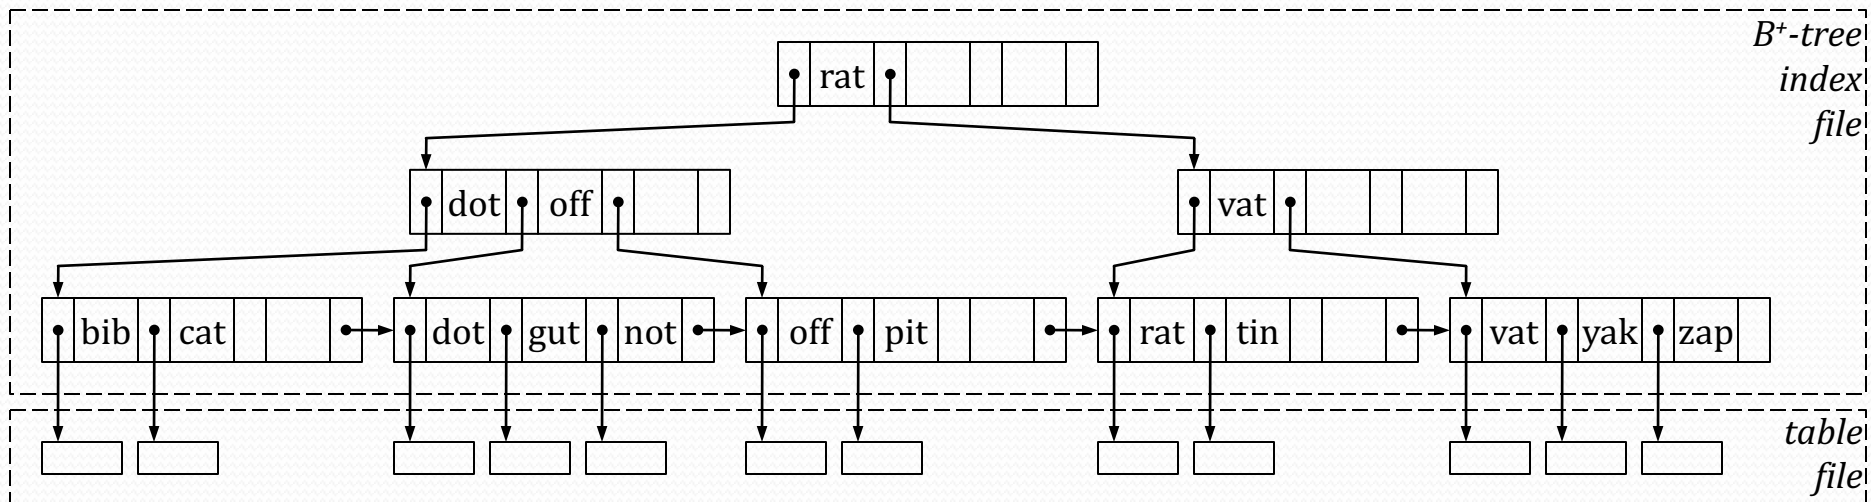 B⁺-tree
index
file
rat
dot off
vat
bib cat
dot gut not
off pit
rat tin
vat yak zap
table
file